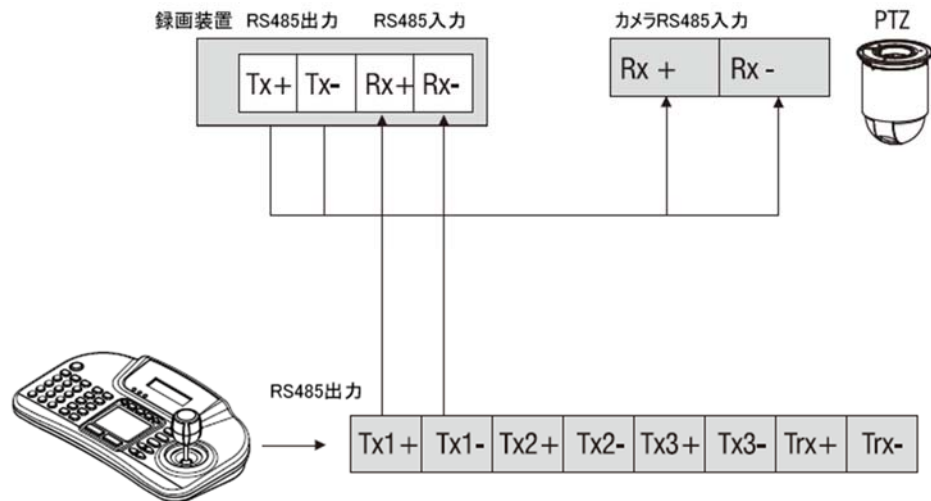 録画装置 RS485出力 RS485入力
カメラRS485入力
PTZ
Tx+ Tx- Rx+ Rx-
Rx + Rx -
RS485出力
Tx1+ Tx1- Tx2+ Tx2- Tx3+ Tx3- Trx+ Trx-